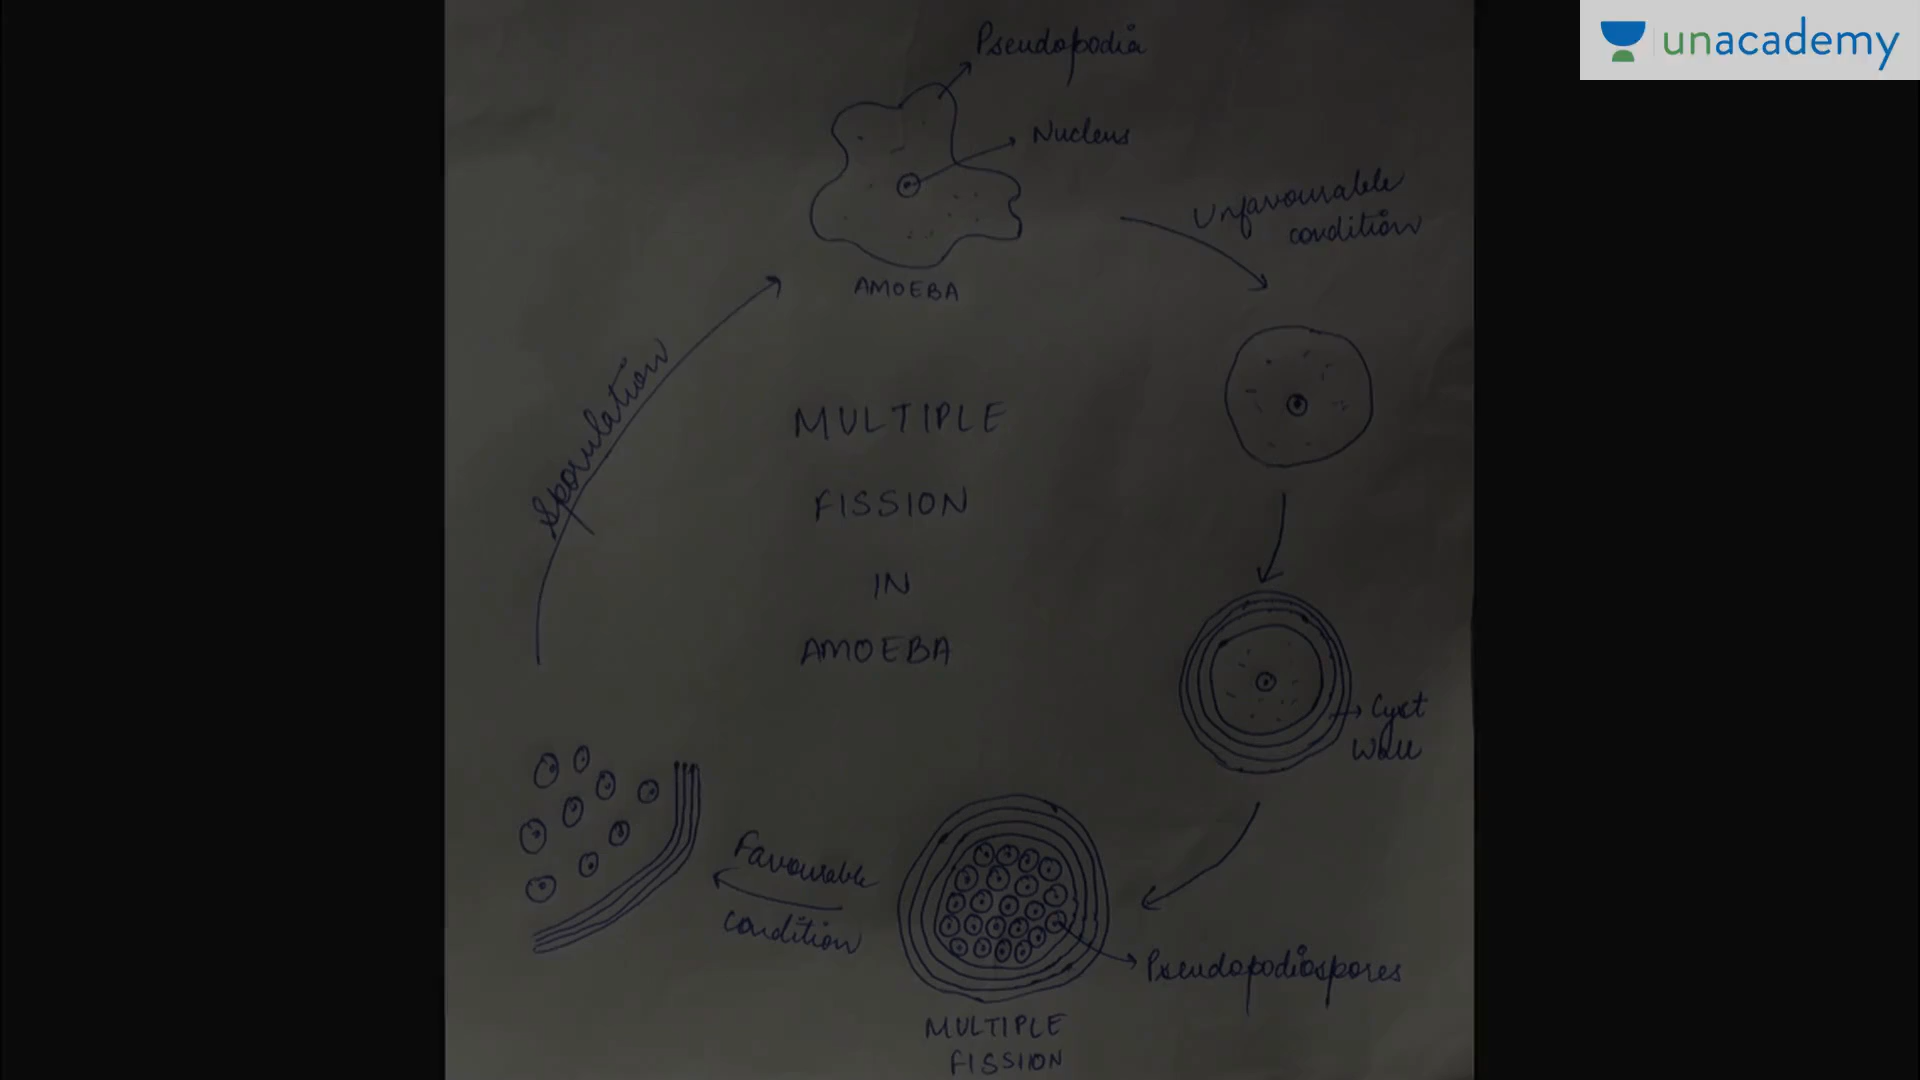 unacademy
Pseudopodia
Nucleus
Unfavourable
condition
AMOEBA
Sporulation
MULTIPLE
FISSION
IN
AMOEBA
Cyst
Wall
Favourable
condition
Pseudopodiospores
MULTIPLE
FISSION